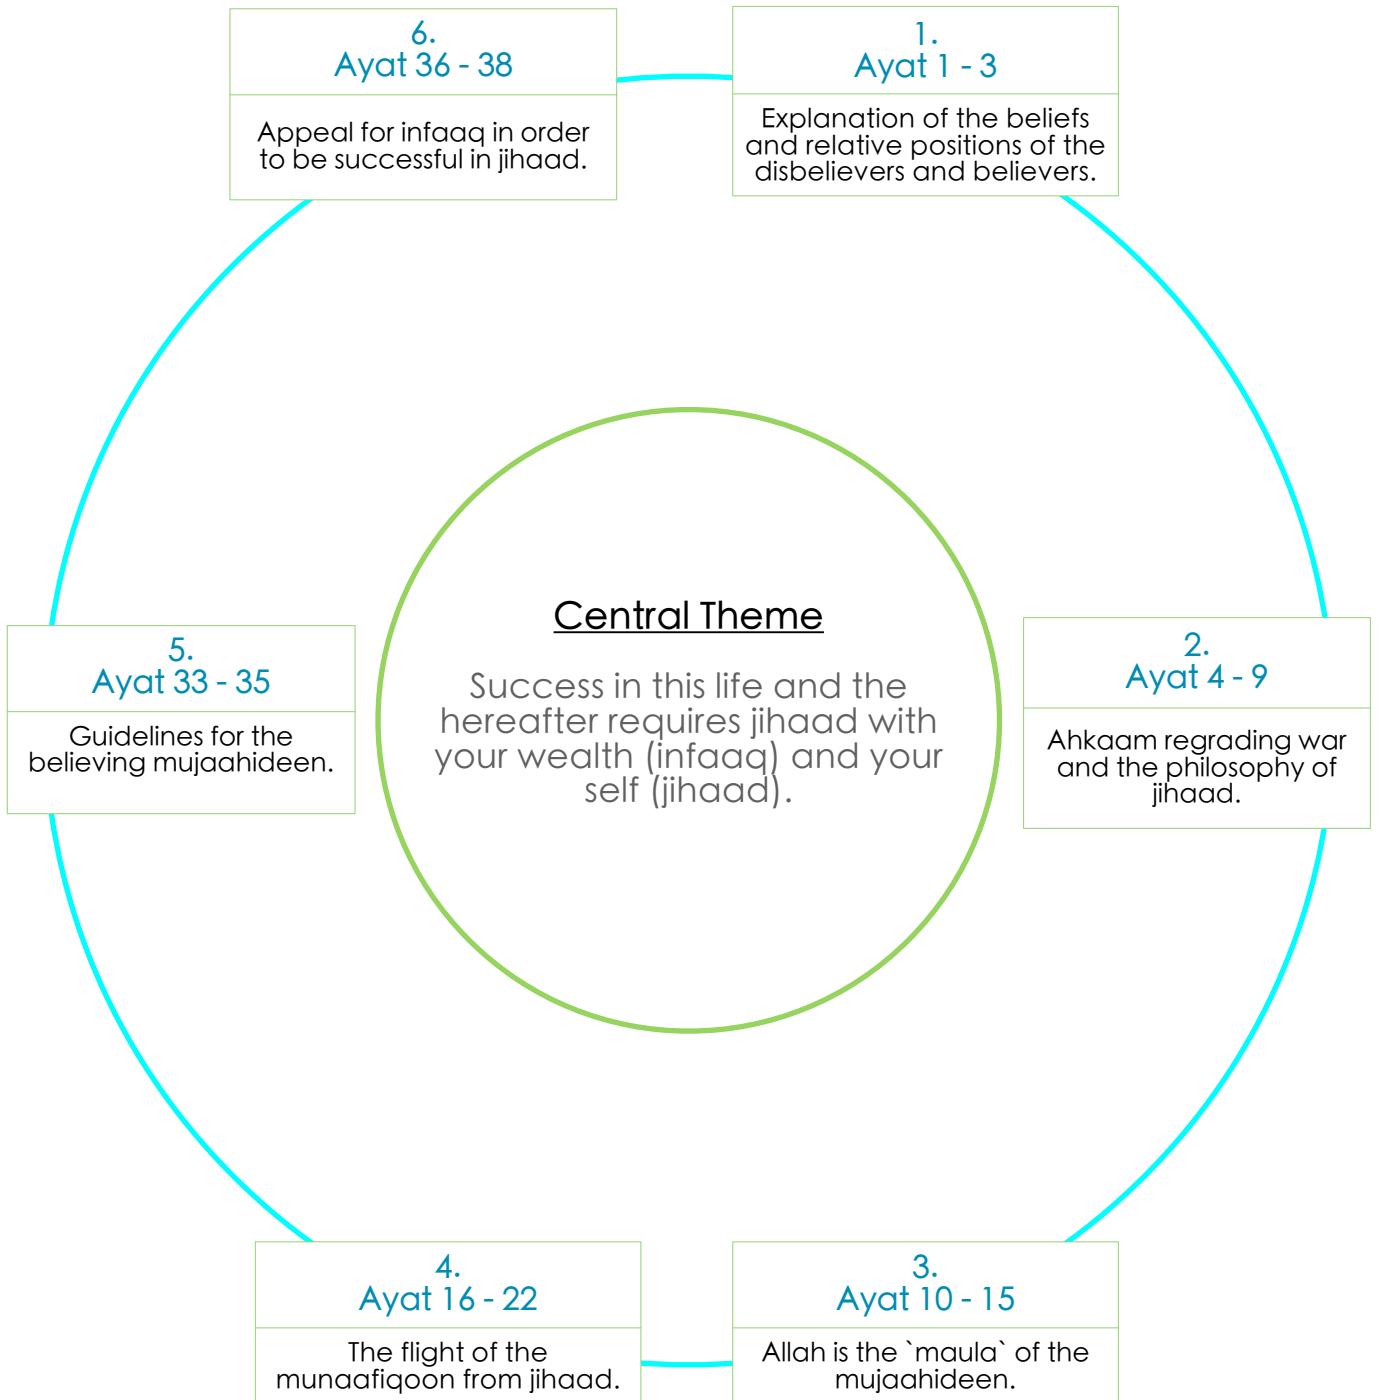 1.
Ayat 1 - 3
Explanation of the beliefs
and relative positions of the
disbelievers and believers.
2.
Ayat 4 - 9
Ahkaam regrading war
and the philosophy of
jihaad.
3.
Ayat 10 - 15
Allah is the `maula` of the
mujaahideen.
4.
Ayat 16 - 22
The flight of the
munaafiqoon from jihaad.
5.
Ayat 33 - 35
Guidelines for the
believing mujaahideen.
6.
Ayat 36 - 38
Appeal for infaaq in order
to be successful in jihaad.
Central Theme
Success in this life and the
hereafter requires jihaad with
your wealth (infaaq) and your
self (jihaad).